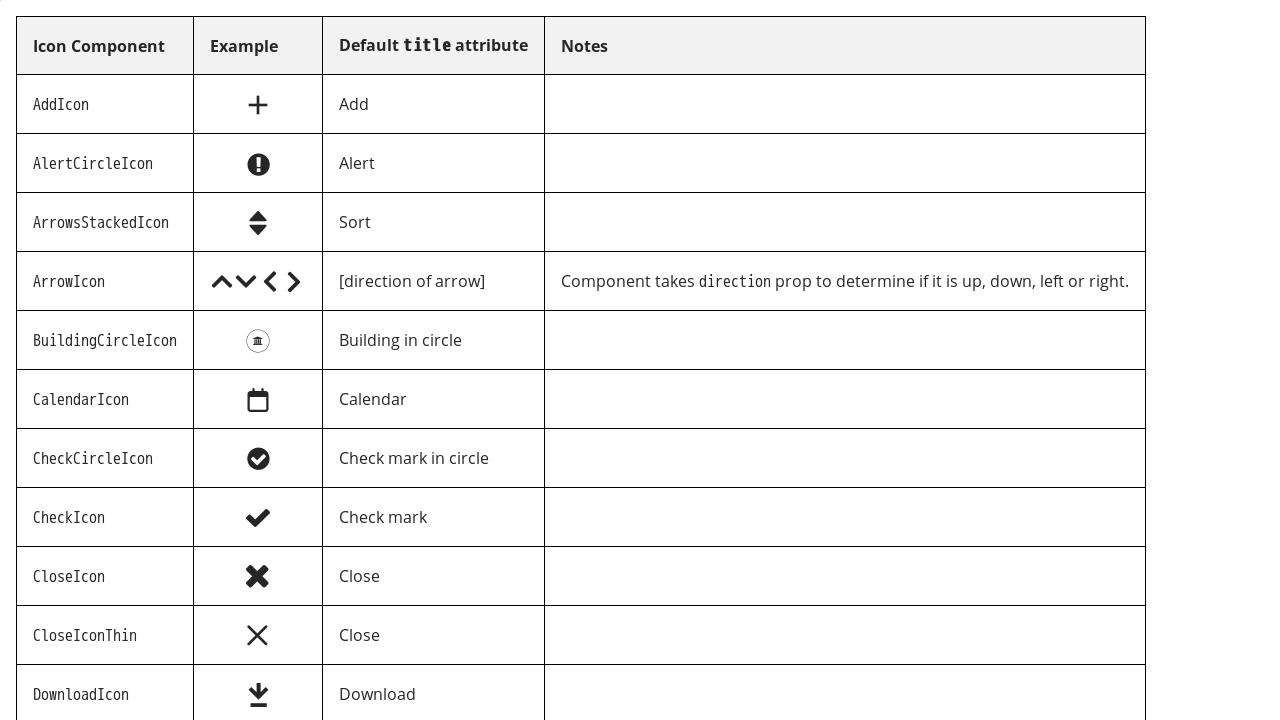 Icon Component Example Default title attribute Notes
AddIcon Add
AlertCircleIcon Alert
ArrowsStackedIcon Sort
ArrowIcon [direction of arrow] Component takes direction prop to determine if it is up, down, left or right.
BuildingCircleIcon Building in circle
CalendarIcon Calendar
CheckCircleIcon Check mark in circle
CheckIcon Check mark
CloseIcon Close
CloseIconThin Close
DownloadIcon Download